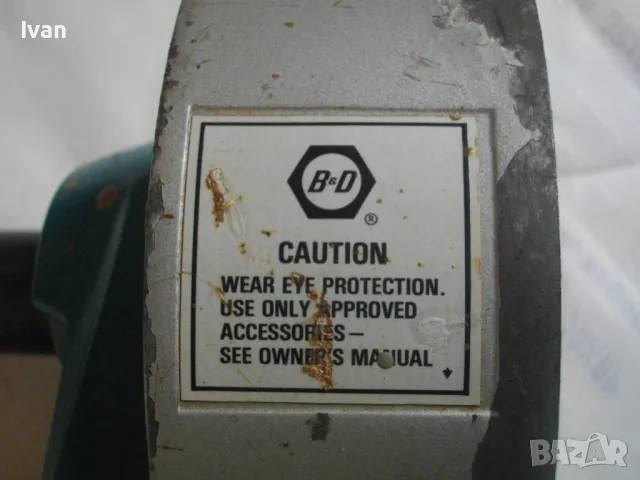 Ivan
B&D
®
CAUTION
WEAR EYE PROTECTION.
USE ONLY APPROVED
ACCESSORIES—
SEE OWNER'S MANUAL
BAZAR